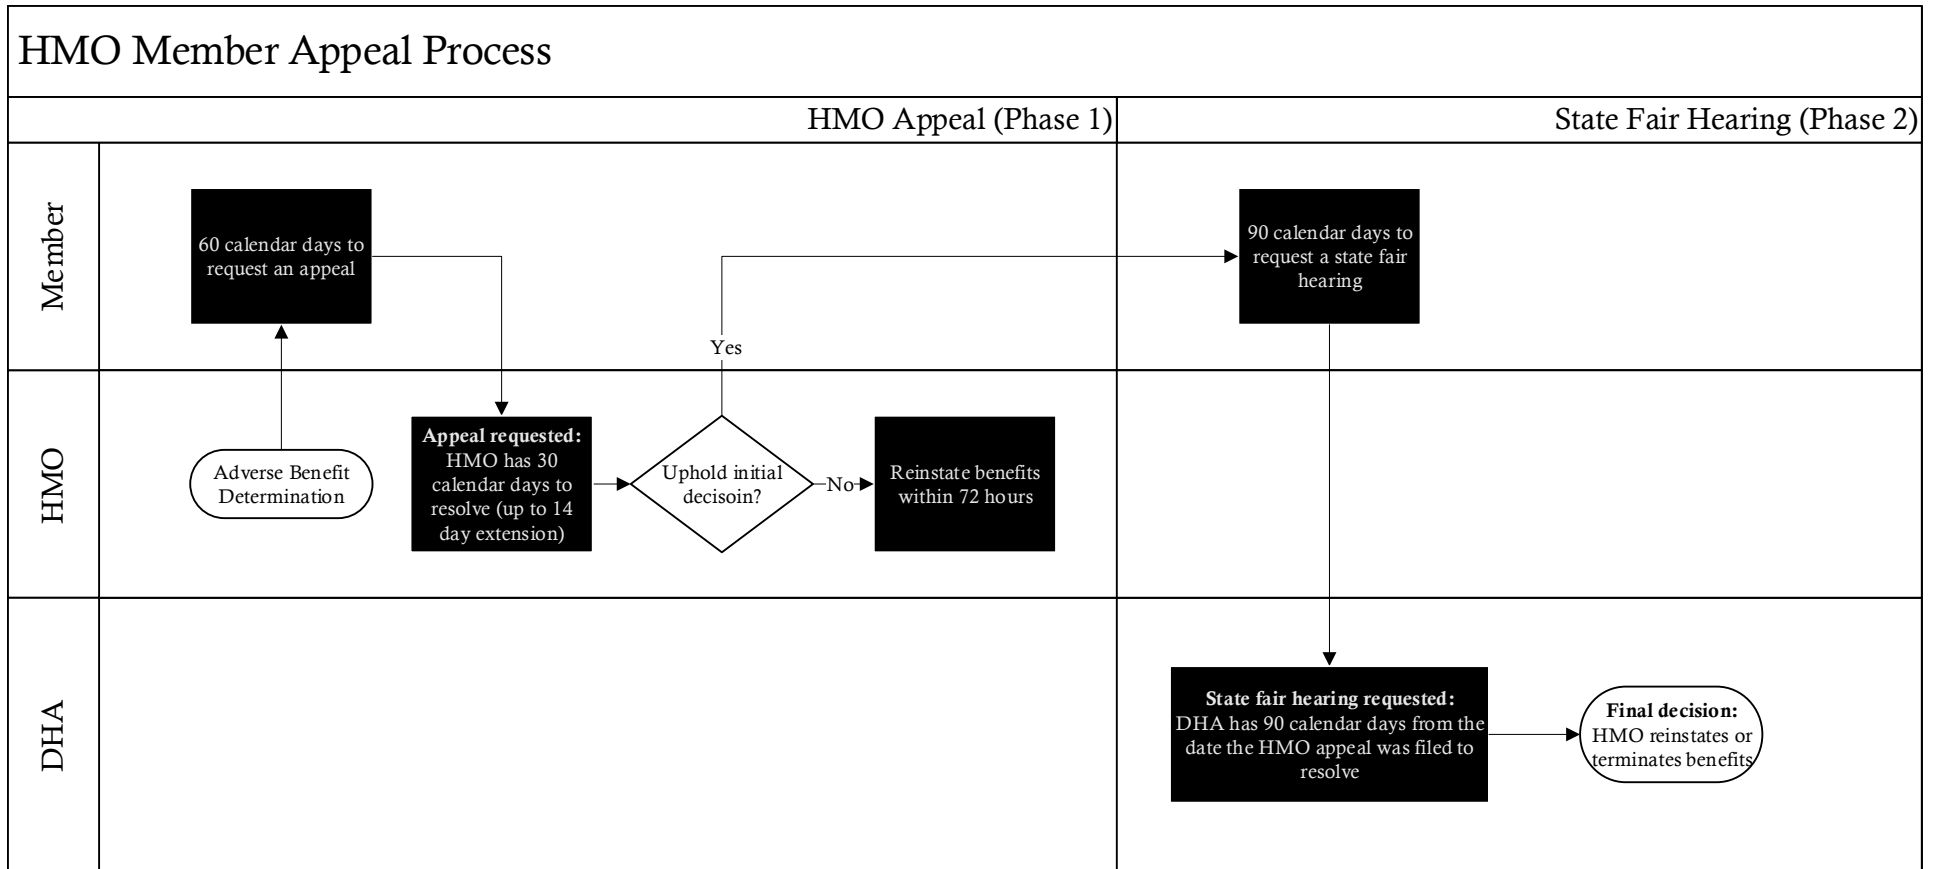 HMO Member Appeal Process
HMO Appeal (Phase 1)
State Fair Hearing (Phase 2)
Member
60 calendar days to
request an appeal
90 calendar days to
request a state fair
hearing
Yes
HMO
Adverse Benefit
Determination
Appeal requested:
HMO has 30
calendar days to
resolve (up to 14
day extension)
Uphold initial
decisoin?
No
Reinstate benefits
within 72 hours
DHA
State fair hearing requested:
DHA has 90 calendar days from the
date the HMO appeal was filed to
resolve
Final decision:
HMO reinstates or
terminates benefits